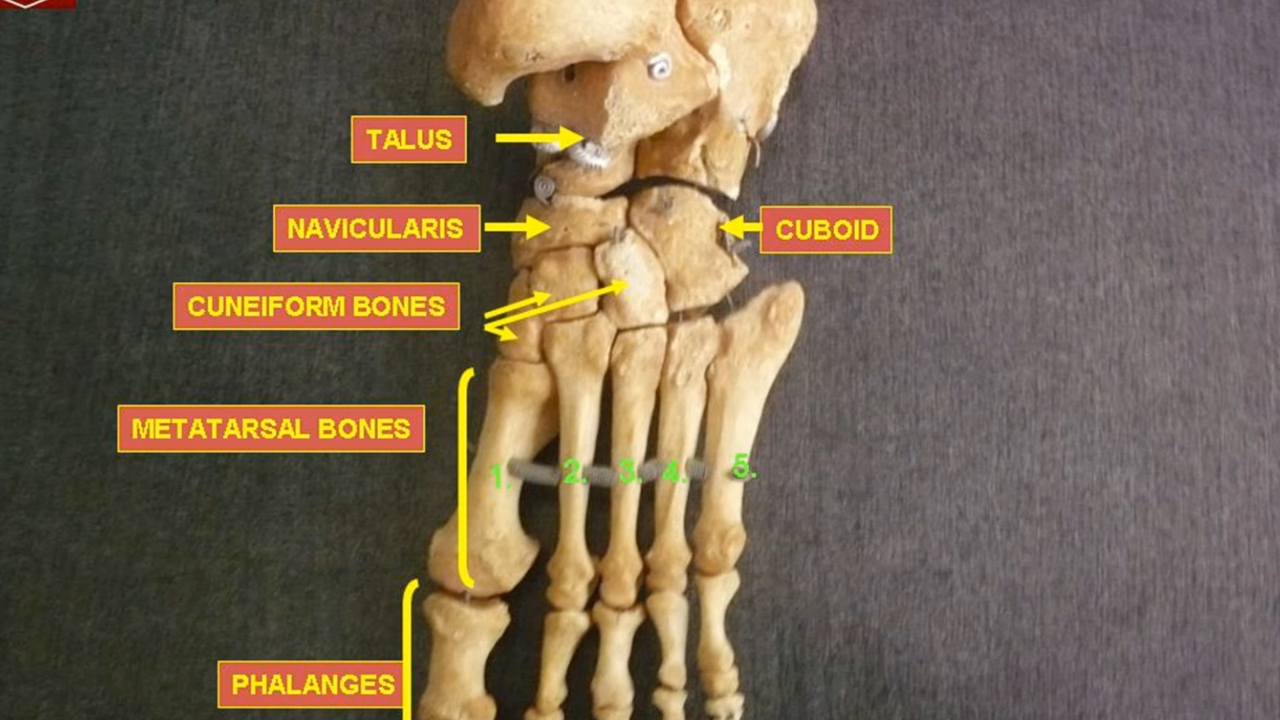 TALUS
NAVICULARIS
CUBOID
CUNEIFORM BONES
METATARSAL BONES
1. 2. 3. 4. 5.
PHALANGES